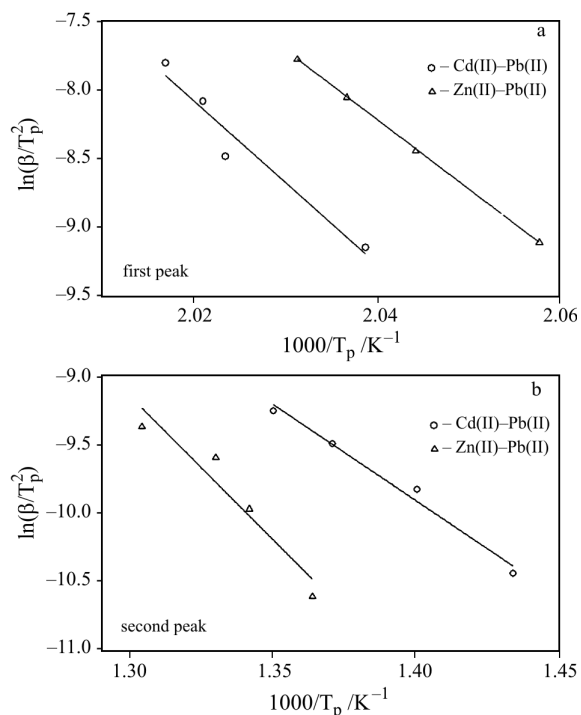 a
–7.5
○ – Cd(II)–Pb(II)
△ – Zn(II)–Pb(II)
–8.0
–8.5
–9.0
–9.5
ln(β/T²ₚ)
first peak
2.02 2.04 2.06
1000/Tₚ /K⁻¹
b
–9.0
○ – Cd(II)–Pb(II)
△ – Zn(II)–Pb(II)
–9.5
–10.0
–10.5
–11.0
ln(β/T²ₚ)
second peak
1.30 1.35 1.40 1.45
1000/Tₚ /K⁻¹